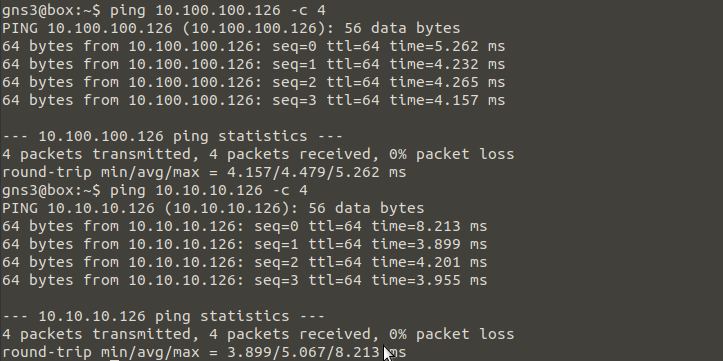 gns3@box:~$ ping 10.100.100.126 -c 4
PING 10.100.100.126 (10.100.100.126): 56 data bytes
64 bytes from 10.100.100.126: seq=0 ttl=64 time=5.262 ms
64 bytes from 10.100.100.126: seq=1 ttl=64 time=4.232 ms
64 bytes from 10.100.100.126: seq=2 ttl=64 time=4.265 ms
64 bytes from 10.100.100.126: seq=3 ttl=64 time=4.157 ms
--- 10.100.100.126 ping statistics ---
4 packets transmitted, 4 packets received, 0% packet loss
round-trip min/avg/max = 4.157/4.479/5.262 ms
gns3@box:~$ ping 10.10.10.126 -c 4
PING 10.10.10.126 (10.10.10.126): 56 data bytes
64 bytes from 10.10.10.126: seq=0 ttl=64 time=8.213 ms
64 bytes from 10.10.10.126: seq=1 ttl=64 time=3.899 ms
64 bytes from 10.10.10.126: seq=2 ttl=64 time=4.201 ms
64 bytes from 10.10.10.126: seq=3 ttl=64 time=3.955 ms
--- 10.10.10.126 ping statistics ---
4 packets transmitted, 4 packets received, 0% packet loss
round-trip min/avg/max = 3.899/5.067/8.213 ms